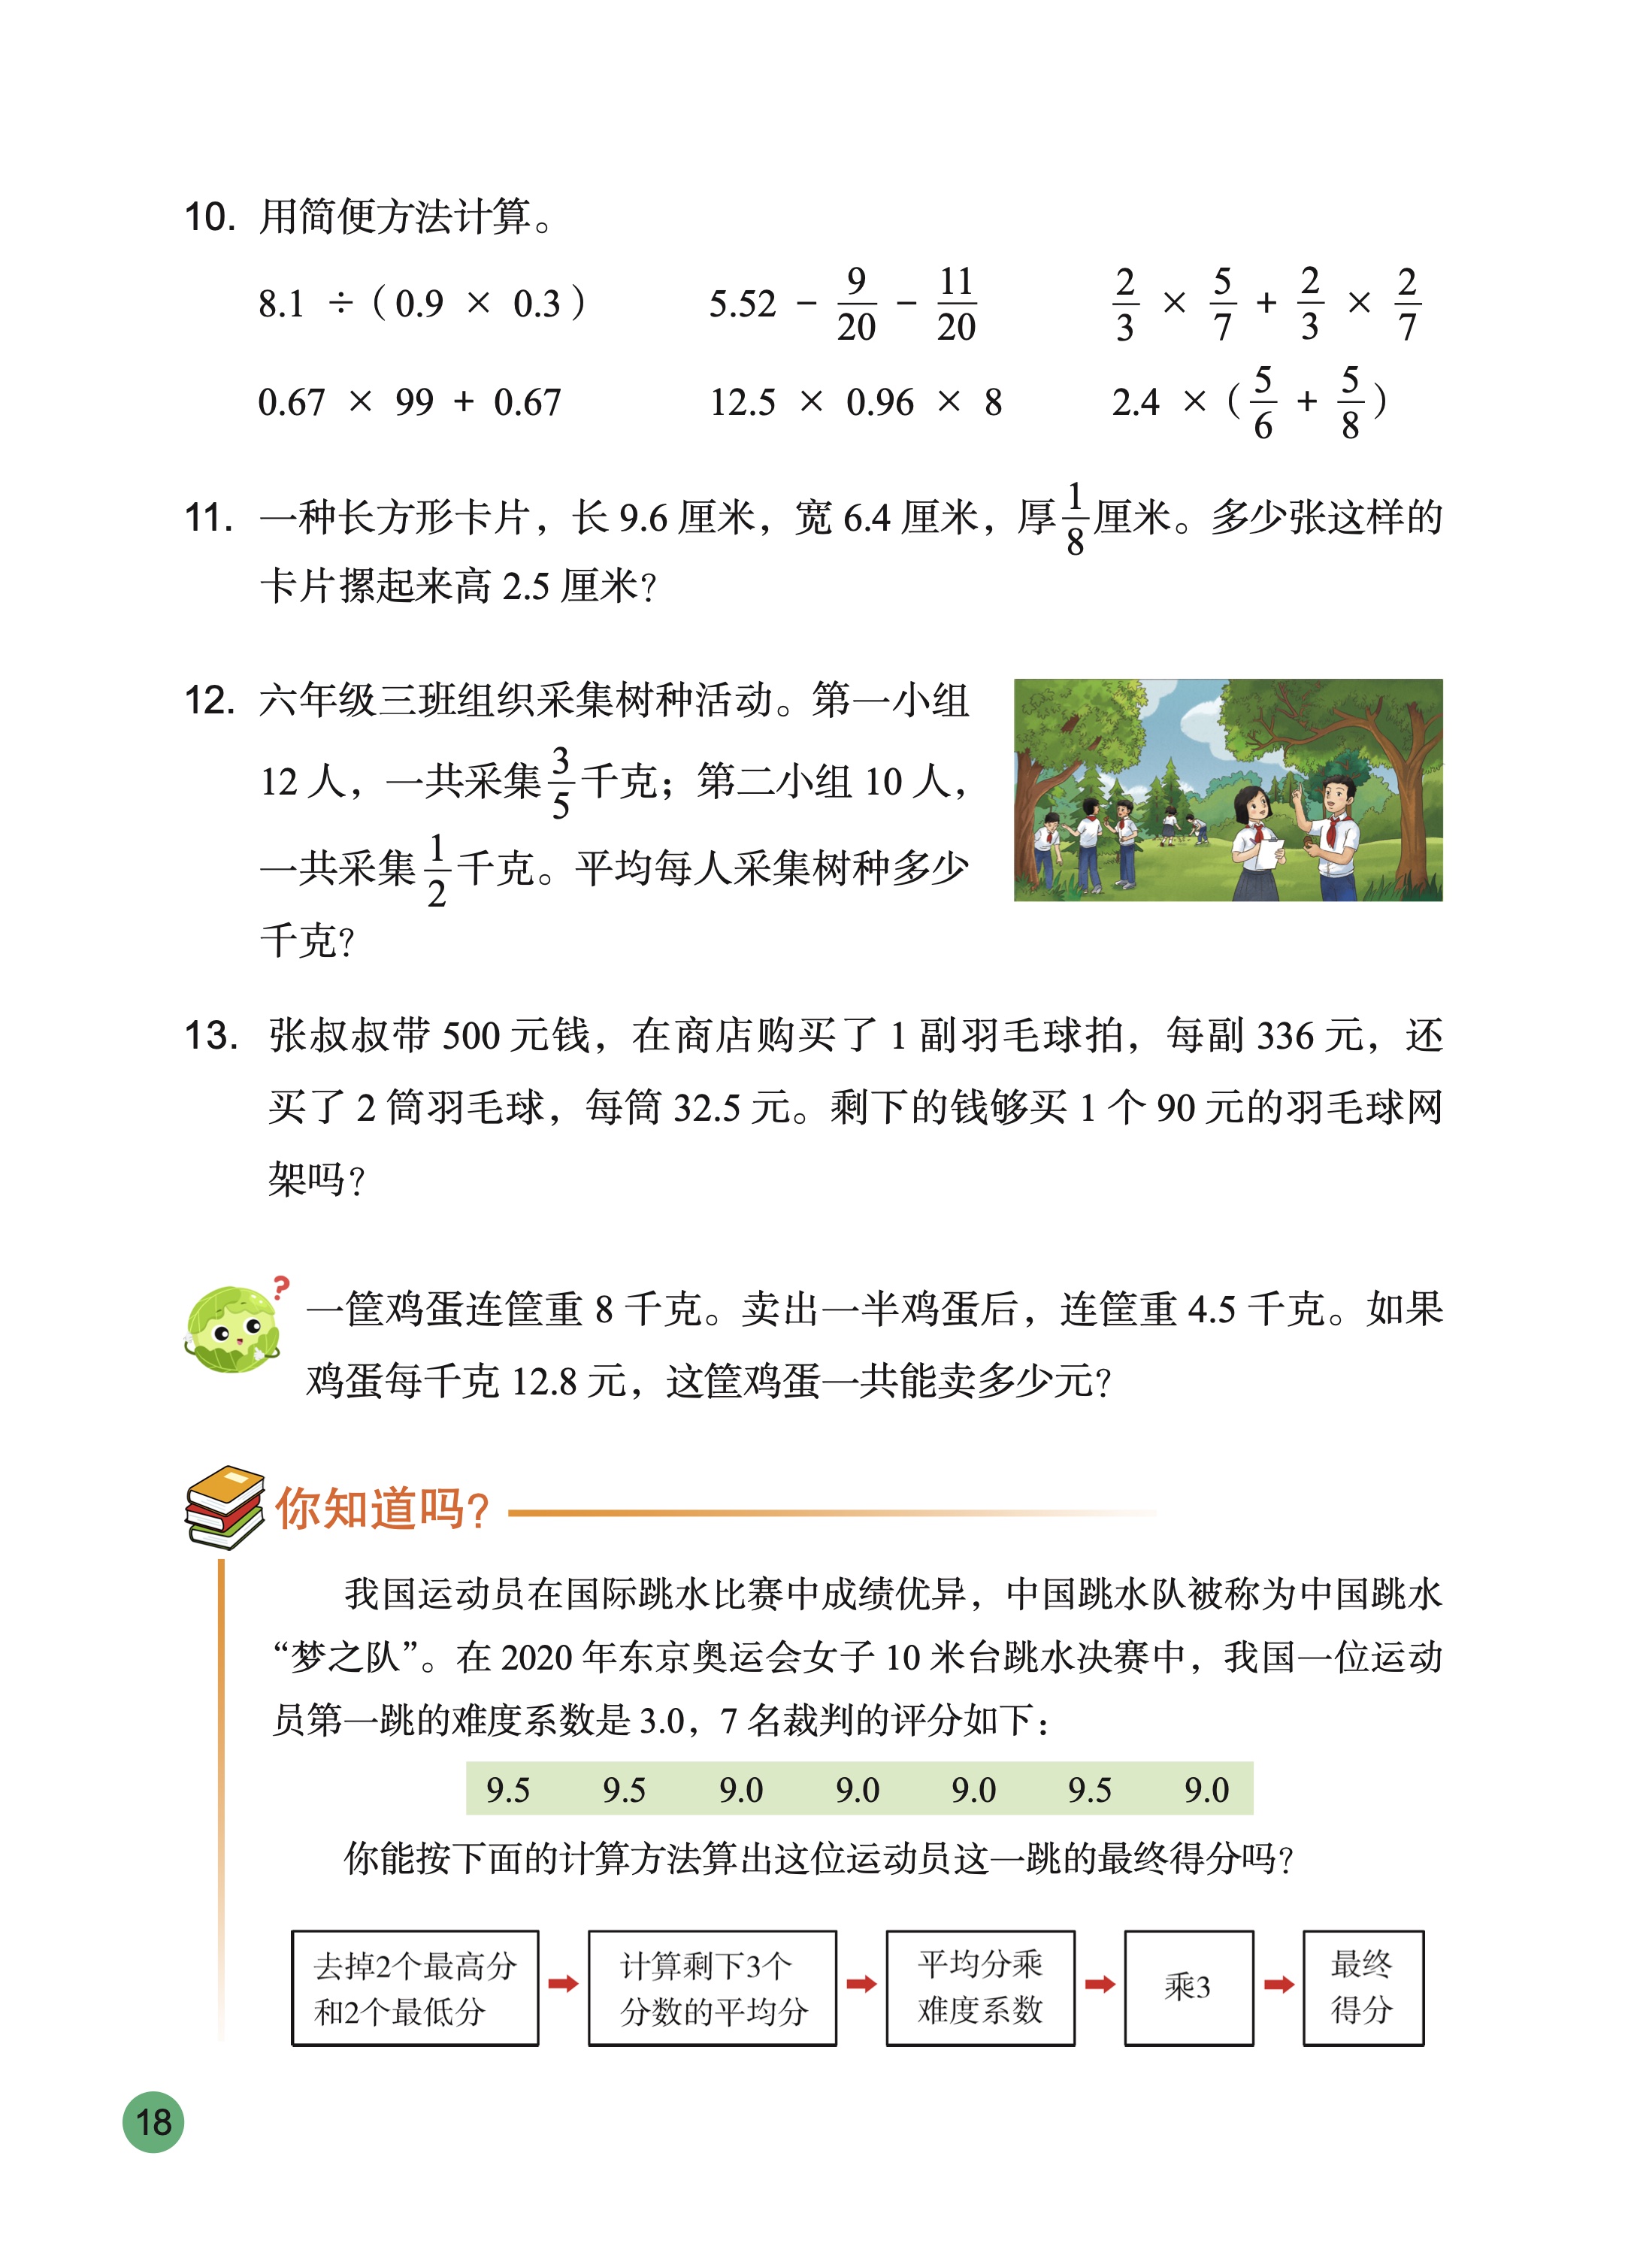 10. 用简便方法计算。
8.1 ÷（0.9 × 0.3） 5.52 − 9/20 − 11/20 2/3 × 5/7 + 2/3 × 2/7
0.67 × 99 + 0.67 12.5 × 0.96 × 8 2.4 ×（5/6 + 5/8）
11. 一种长方形卡片，长 9.6 厘米，宽 6.4 厘米，厚1/8厘米。多少张这样的
卡片摞起来高 2.5 厘米？
12. 六年级三班组织采集树种活动。第一小组
12 人，一共采集3/5千克；第二小组 10 人，
一共采集1/2千克。平均每人采集树种多少
千克？
13. 张叔叔带 500 元钱，在商店购买了 1 副羽毛球拍，每副 336 元，还
买了 2 筒羽毛球，每筒 32.5 元。剩下的钱够买 1 个 90 元的羽毛球网
架吗？
?
一筐鸡蛋连筐重 8 千克。卖出一半鸡蛋后，连筐重 4.5 千克。如果
鸡蛋每千克 12.8 元，这筐鸡蛋一共能卖多少元？
你知道吗？
我国运动员在国际跳水比赛中成绩优异，中国跳水队被称为中国跳水
“梦之队”。在 2020 年东京奥运会女子 10 米台跳水决赛中，我国一位运动
员第一跳的难度系数是 3.0，7 名裁判的评分如下：
9.5 9.5 9.0 9.0 9.0 9.5 9.0
你能按下面的计算方法算出这位运动员这一跳的最终得分吗？
去掉2个最高分
和2个最低分
计算剩下3个
分数的平均分
平均分乘
难度系数
乘3
最终
得分
18